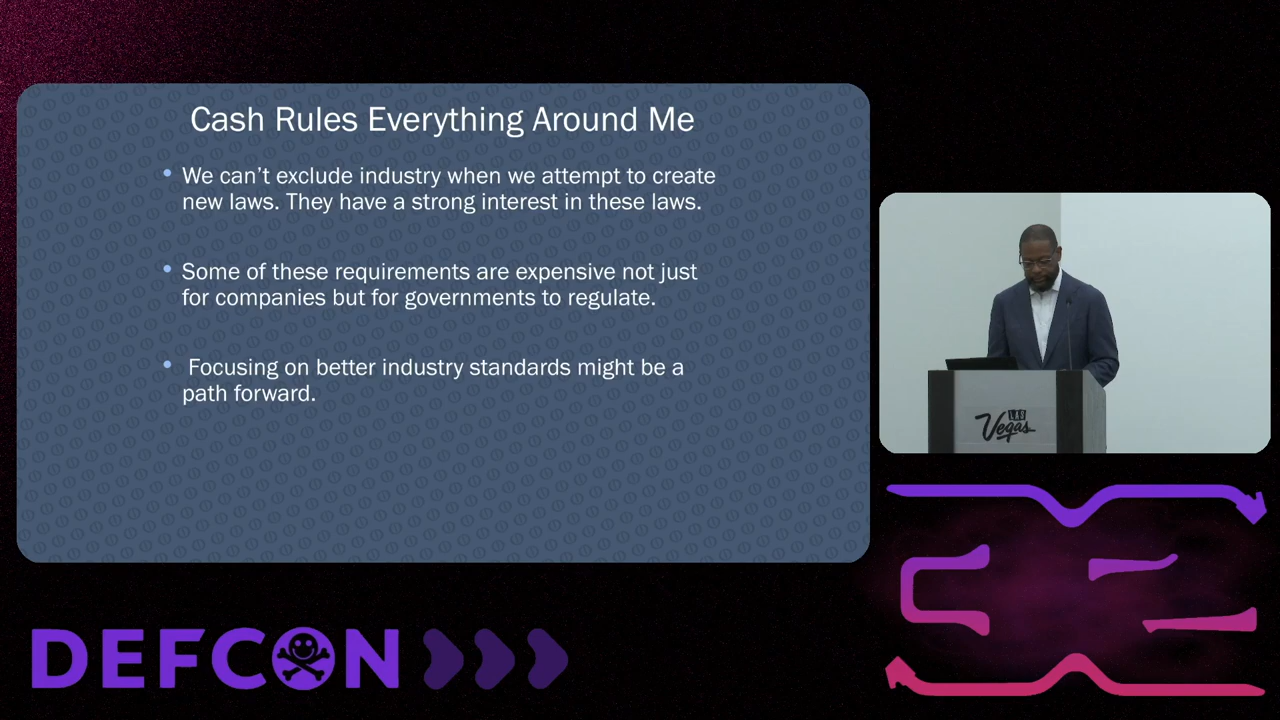 Cash Rules Everything Around Me
• We can’t exclude industry when we attempt to create
new laws. They have a strong interest in these laws.
• Some of these requirements are expensive not just
for companies but for governments to regulate.
• Focusing on better industry standards might be a
path forward.
LAS
Vegas
DEFCON